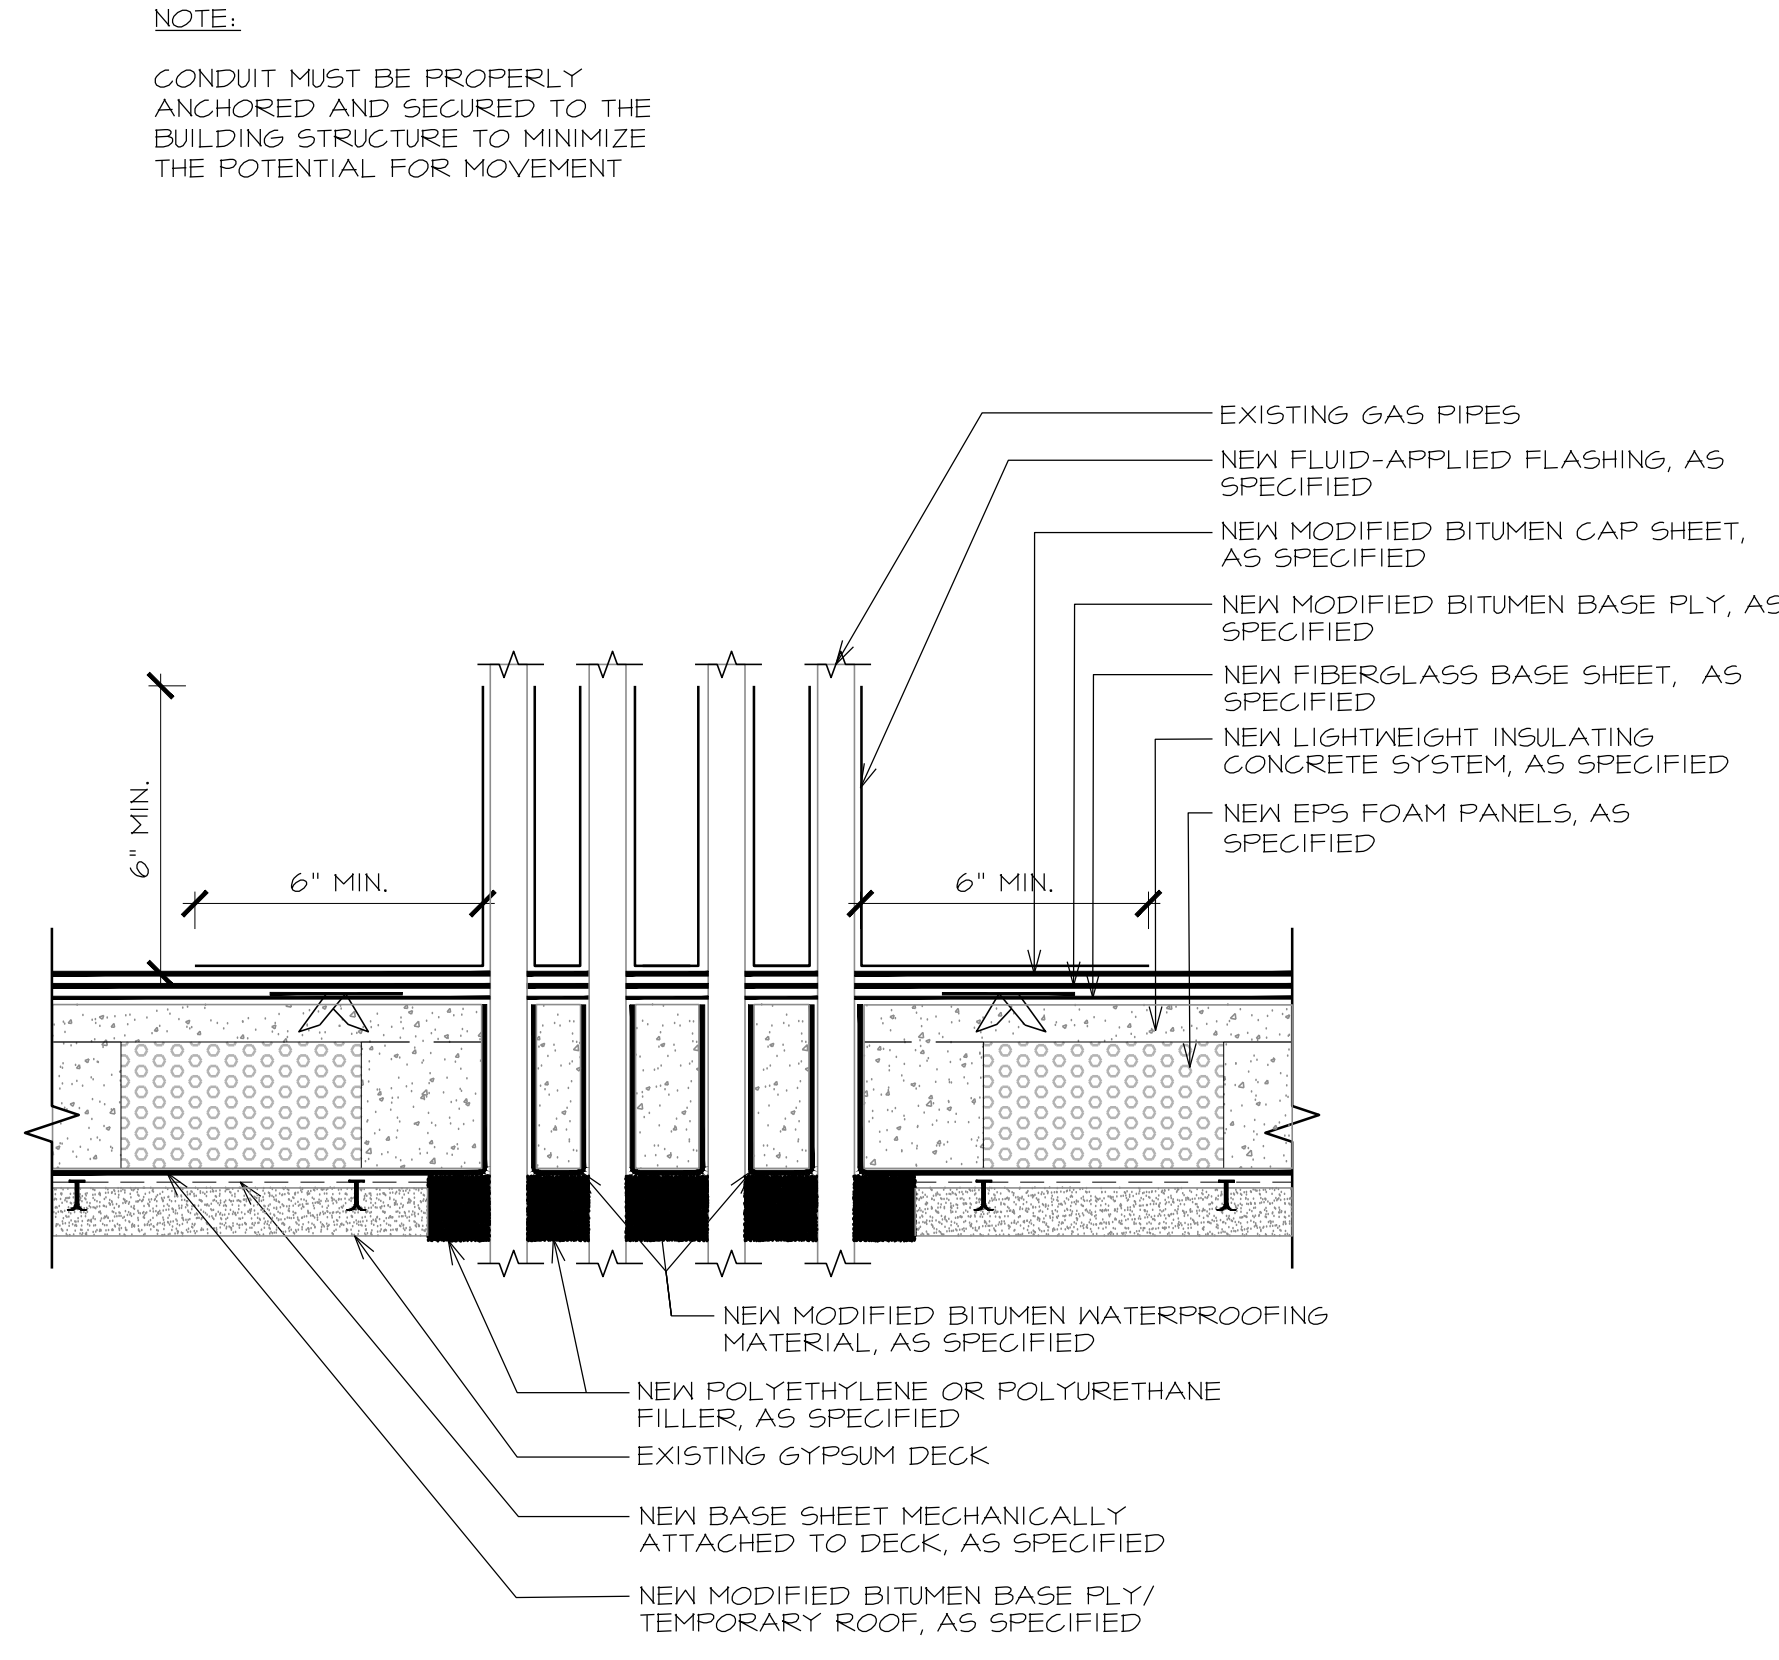 NOTE:
CONDUIT MUST BE PROPERLY
ANCHORED AND SECURED TO THE
BUILDING STRUCTURE TO MINIMIZE
THE POTENTIAL FOR MOVEMENT
EXISTING GAS PIPES
NEW FLUID-APPLIED FLASHING, AS
SPECIFIED
NEW MODIFIED BITUMEN CAP SHEET,
AS SPECIFIED
NEW MODIFIED BITUMEN BASE PLY, AS
SPECIFIED
NEW FIBERGLASS BASE SHEET, AS
SPECIFIED
NEW LIGHTWEIGHT INSULATING
CONCRETE SYSTEM, AS SPECIFIED
NEW EPS FOAM PANELS, AS
SPECIFIED
6" MIN.
6" MIN.
6" MIN.
NEW MODIFIED BITUMEN WATERPROOFING
MATERIAL, AS SPECIFIED
NEW POLYETHYLENE OR POLYURETHANE
FILLER, AS SPECIFIED
EXISTING GYPSUM DECK
NEW BASE SHEET MECHANICALLY
ATTACHED TO DECK, AS SPECIFIED
NEW MODIFIED BITUMEN BASE PLY/
TEMPORARY ROOF, AS SPECIFIED